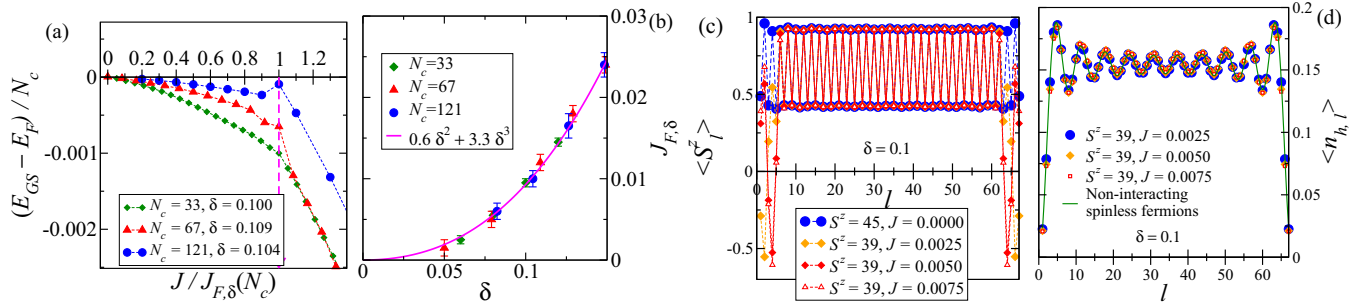 (a)
0 0.2 0.4 0.6 0.8 1 1.2
0
-0.001
-0.002
(E_GS − E_F) / N_c
N_c = 33, δ = 0.100
N_c = 67, δ = 0.109
N_c = 121, δ = 0.104
J / J_F,δ(N_c)
(b)
N_c=33
N_c=67
N_c=121
0.6 δ² + 3.3 δ³
0 0.05 0.1
δ
0.03
0.02
0.01
0
J_F,δ
(c)
<S^z_l>
1
0.5
0
-0.5
δ = 0.1
0 5 10 15 20 25 30 35 40 45 50 55 60
l
S^z = 45, J = 0.0000
S^z = 39, J = 0.0025
S^z = 39, J = 0.0050
S^z = 39, J = 0.0075
(d)
0.2
0.15
0.1
0.05
0
<n_h, l>
S^z = 39, J = 0.0025
S^z = 39, J = 0.0050
S^z = 39, J = 0.0075
Non-interacting
spinless fermions
δ = 0.1
0 10 20 30 40 50 60
l